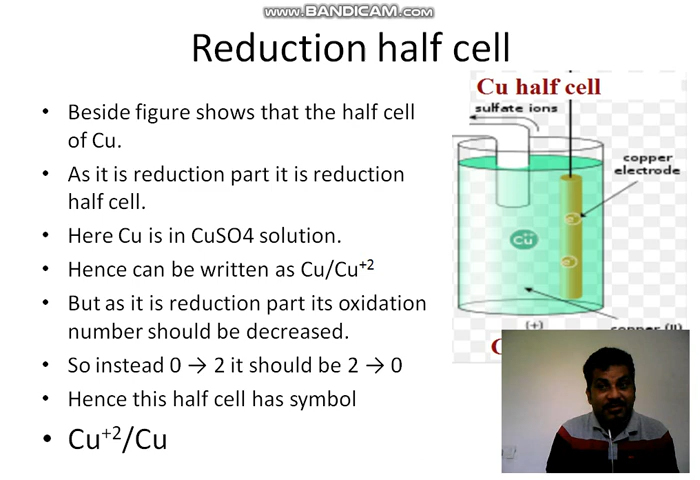 www.BANDICAM.com
Reduction half cell
• Beside figure shows that the half cell
of Cu.
• As it is reduction part it is reduction
half cell.
• Here Cu is in CuSO4 solution.
• Hence can be written as Cu/Cu⁺²
• But as it is reduction part its oxidation
number should be decreased.
• So instead 0 → 2 it should be 2 → 0
• Hence this half cell has symbol
• Cu⁺²/Cu
Cu half cell
sulfate ions
copper
electrode
Cu
e
e
(+)
copper (II)
C